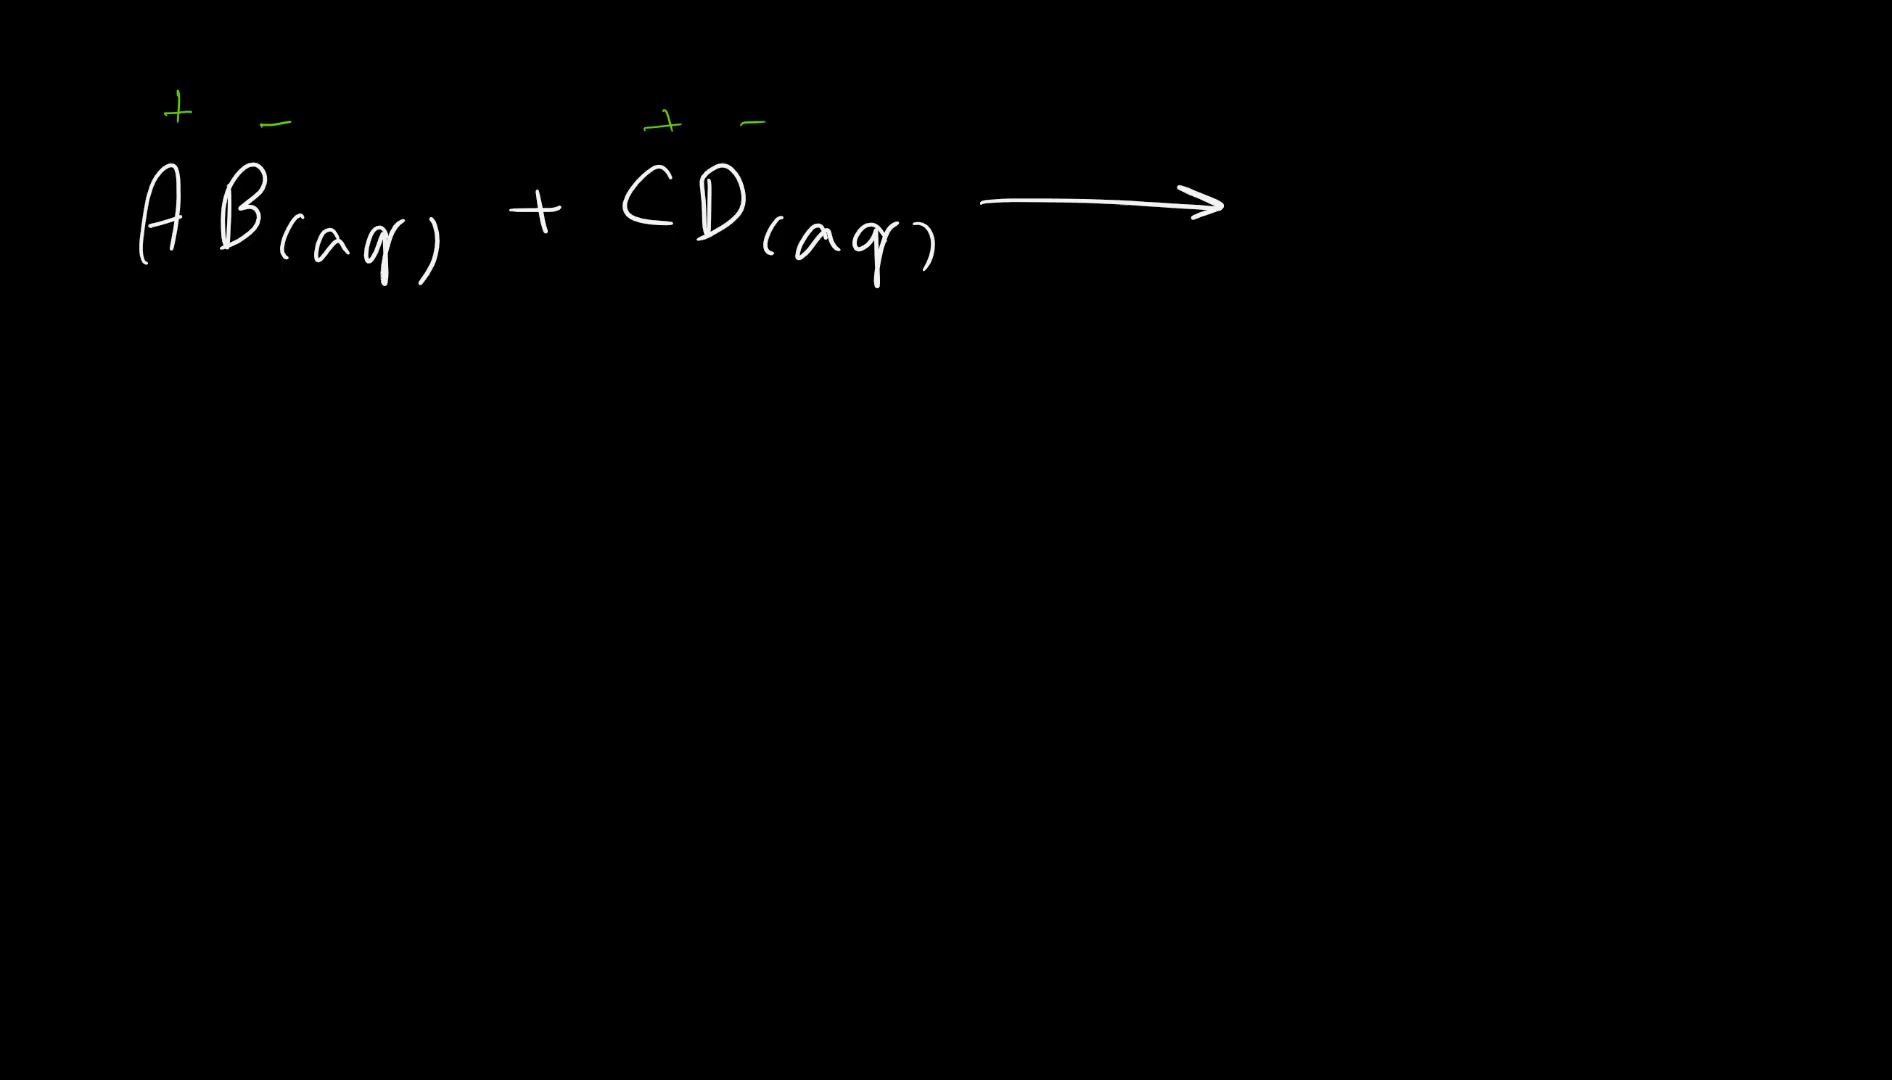 + - + -
AB(aq) + CD(aq) →